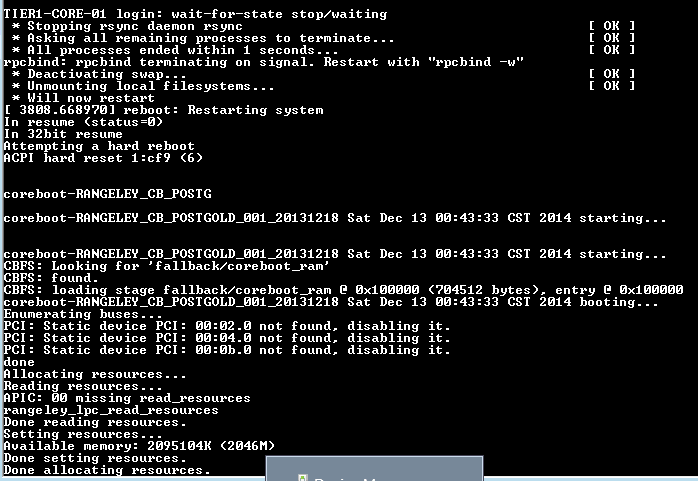 TIER1-CORE-01 login: wait-for-state stop/waiting
 * Stopping rsync daemon rsync [ OK ]
 * Asking all remaining processes to terminate... [ OK ]
 * All processes ended within 1 seconds... [ OK ]
rpcbind: rpcbind terminating on signal. Restart with "rpcbind -w"
 * Deactivating swap... [ OK ]
 * Unmounting local filesystems... [ OK ]
 * Will now restart
[ 3808.668970] reboot: Restarting system
In resume (status=0)
In 32bit resume
Attempting a hard reboot
ACPI hard reset 1:cf9 (6)
coreboot-RANGELEY_CB_POSTG
coreboot-RANGELEY_CB_POSTGOLD_001_20131218 Sat Dec 13 00:43:33 CST 2014 starting...
coreboot-RANGELEY_CB_POSTGOLD_001_20131218 Sat Dec 13 00:43:33 CST 2014 starting...
CBFS: Looking for 'fallback/coreboot_ram'
CBFS: found.
CBFS: loading stage fallback/coreboot_ram @ 0x100000 (704512 bytes), entry @ 0x100000
coreboot-RANGELEY_CB_POSTGOLD_001_20131218 Sat Dec 13 00:43:33 CST 2014 booting...
Enumerating buses...
PCI: Static device PCI: 00:02.0 not found, disabling it.
PCI: Static device PCI: 00:04.0 not found, disabling it.
PCI: Static device PCI: 00:0b.0 not found, disabling it.
done
Allocating resources...
Reading resources...
APIC: 00 missing read_resources
rangeley_lpc_read_resources
Done reading resources.
Setting resources...
Available memory: 2095104K (2046M)
Done setting resources.
Done allocating resources.